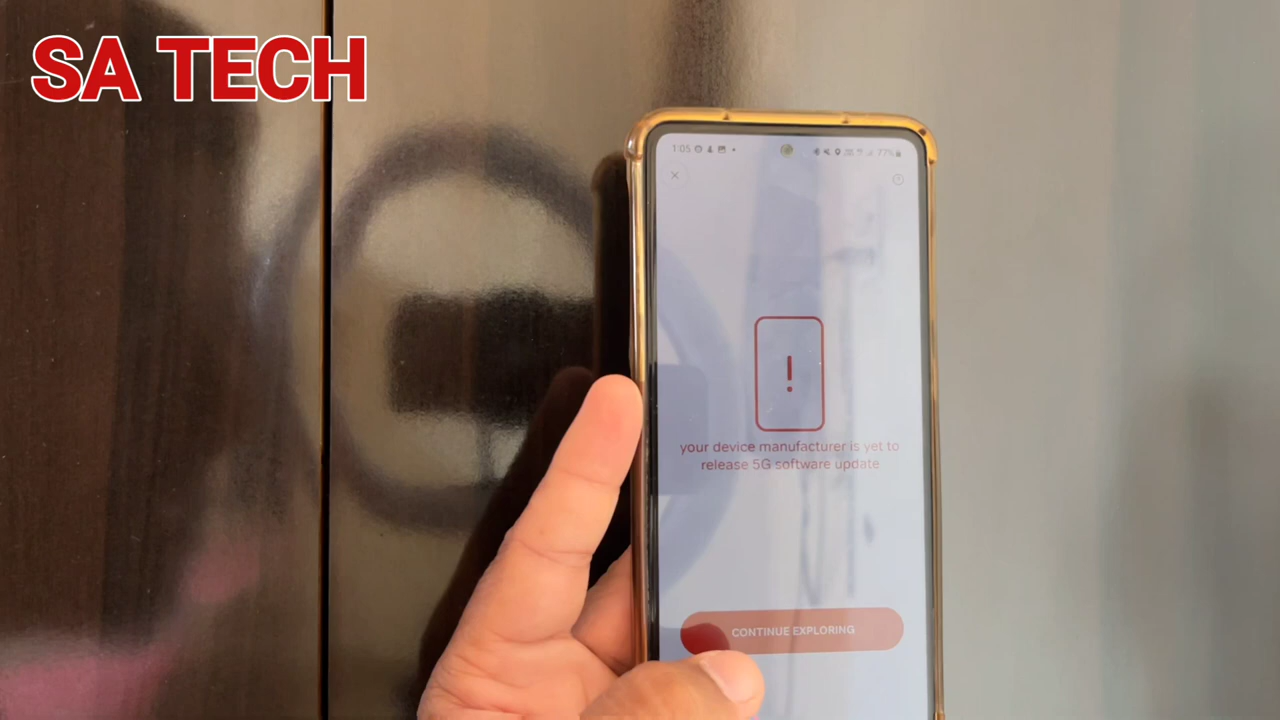 SA TECH
1:05
77%
your device manufacturer is yet to
release 5G software update
CONTINUE EXPLORING